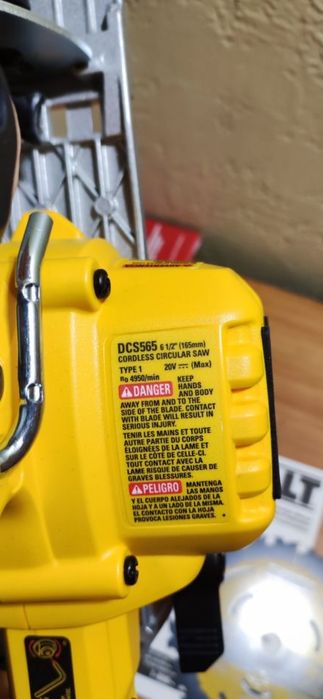 DCS565 6 1/2" (165mm)
CORDLESS CIRCULAR SAW
TYPE 1 20V ⎓ (Max)
n₀ 4950/min
DANGER KEEP
HANDS
AND BODY
AWAY FROM AND TO THE
SIDE OF THE BLADE. CONTACT
WITH BLADE WILL RESULT IN
SERIOUS INJURY.
TENIR LES MAINS ET TOUTE
AUTRE PARTIE DU CORPS
ELOIGNÉES DE LA LAME ET
SUR LE CÔTÉ DE CELLE-CI.
TOUT CONTACT AVEC LA
LAME RISQUE DE CAUSER DE
GRAVES BLESSURES.
PELIGRO MANTENGA
LAS MANOS
Y EL CUERPO ALEJADOS DE LA
HOJA Y A UN LADO DE LA MISMA.
EL CONTACTO CON LA HOJA
PROVOCA LESIONES GRAVES.
LT